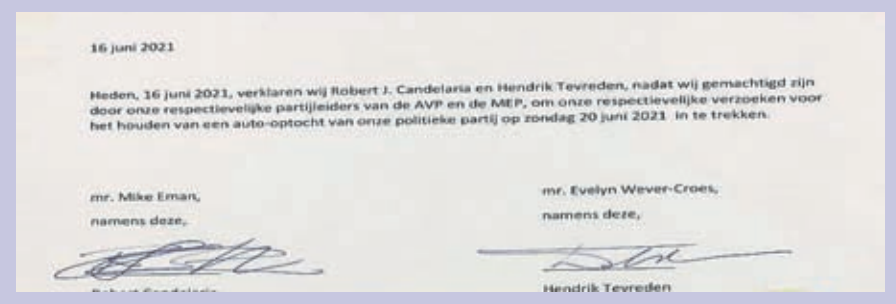 16 juni 2021
Heden, 16 juni 2021, verklaren wij Robert J. Candelaria en Hendrik Tevreden, nadat wij gemachtigd zijn
door onze respectievelijke partijleiders van de AVP en de MEP, om onze respectievelijke verzoeken voor
het houden van een auto-optocht van onze politieke partij op zondag 20 juni 2021 in te trekken.
mr. Mike Eman,
namens deze,
mr. Evelyn Wever-Croes,
namens deze,
Hendrik Tevreden